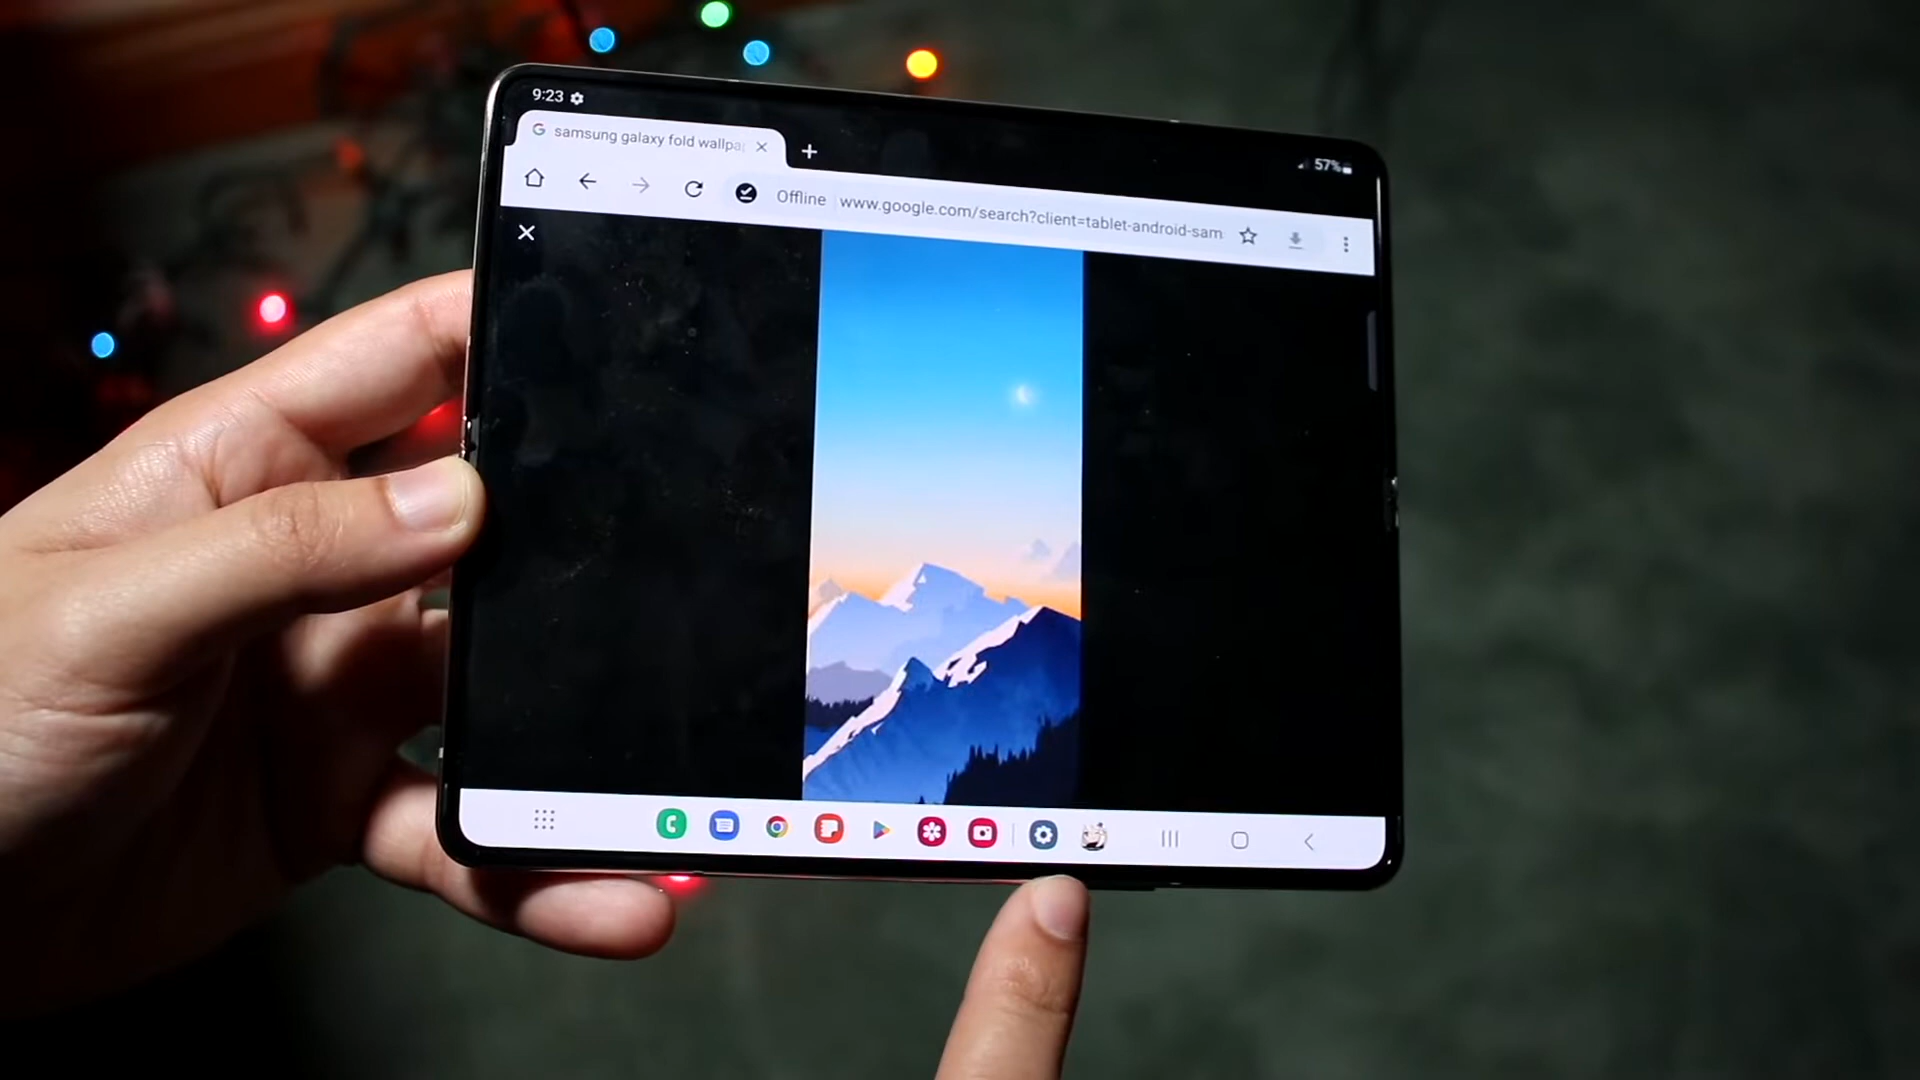 9:23
57%
samsung galaxy fold wallpa
Offline www.google.com/search?client=tablet-android-sam